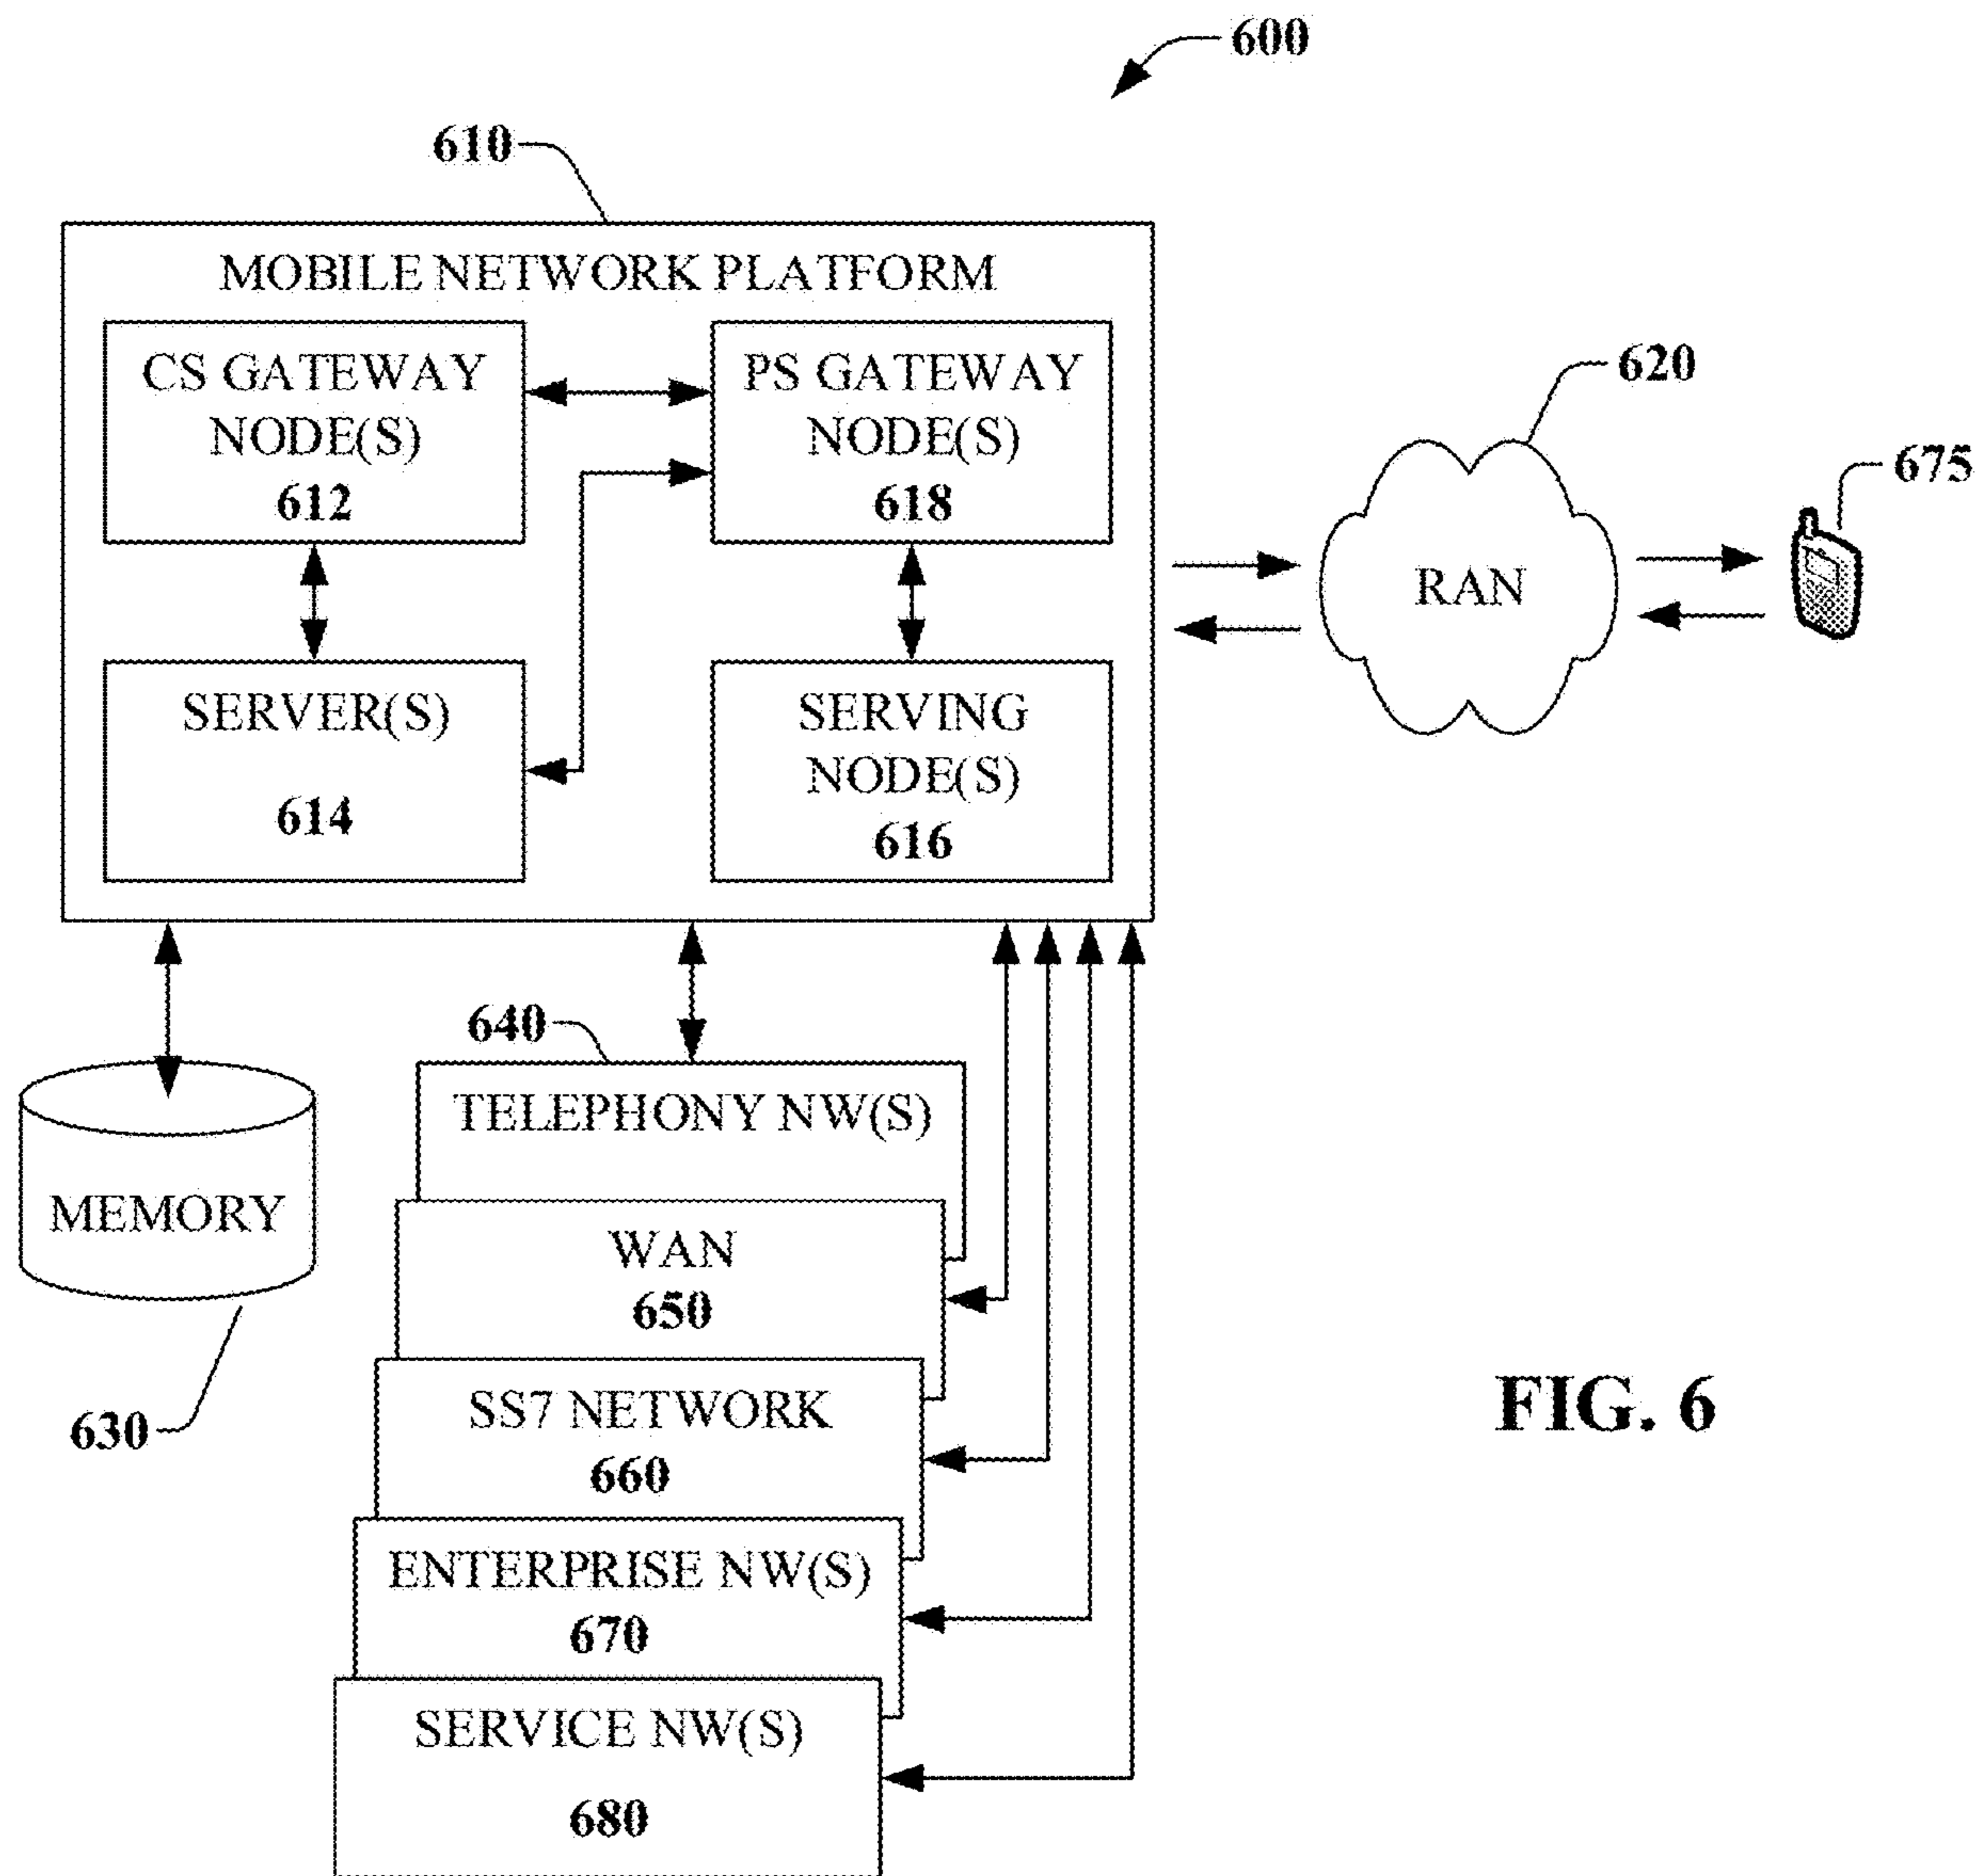 600
610
MOBILE NETWORK PLATFORM
CS GATEWAY
NODE(S)
612
PS GATEWAY
NODE(S)
618
SERVER(S)
614
SERVING
NODE(S)
616
620
RAN
675
640
TELEPHONY NW(S)
MEMORY
630
WAN
650
SS7 NETWORK
660
ENTERPRISE NW(S)
670
SERVICE NW(S)
680
FIG. 6